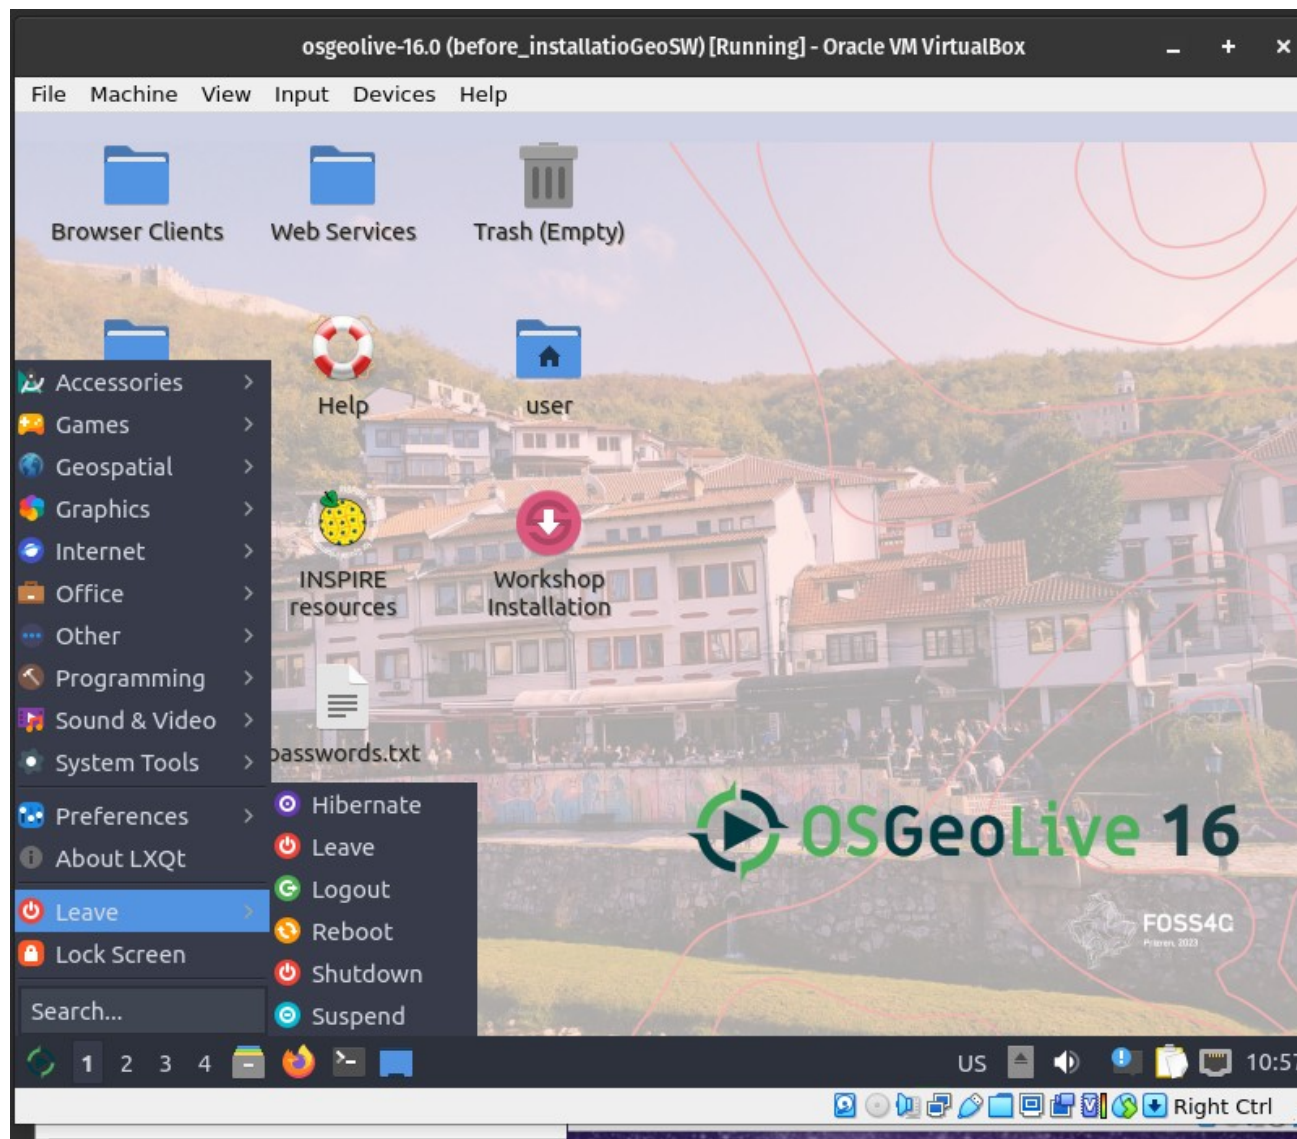 osgeolive-16.0 (before_installatioGeoSW) [Running] - Oracle VM VirtualBox
File Machine View Input Devices Help
Browser Clients
Web Services
Trash (Empty)
Help
user
INSPIRE
resources
Workshop
Installation
passwords.txt
Accessories
Games
Geospatial
Graphics
Internet
Office
Other
Programming
Sound & Video
System Tools
Preferences
About LXQt
Leave
Lock Screen
Search...
Hibernate
Leave
Logout
Reboot
Shutdown
Suspend
OSGeoLive 16
FOSS4G
Prizren, 2023
1 2 3 4
US
10:57
Right Ctrl